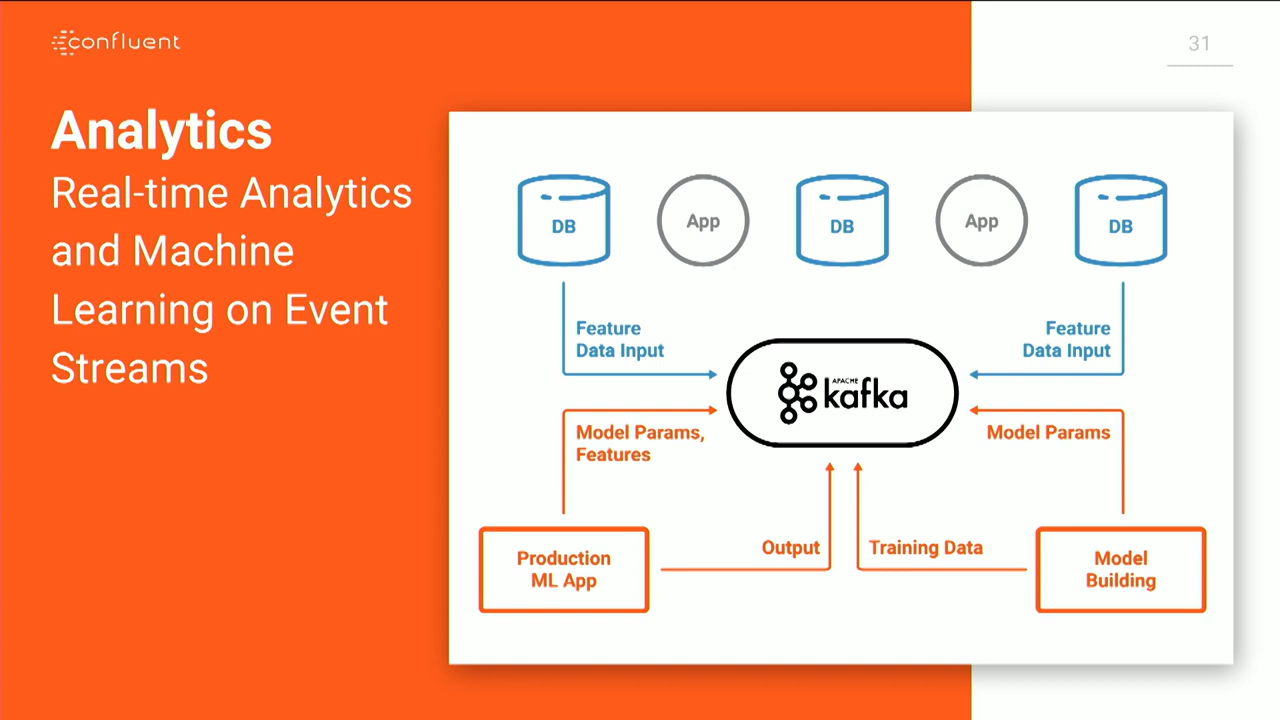 confluent
31
Analytics
Real-time Analytics
and Machine
Learning on Event
Streams
DB
App
DB
App
DB
Feature
Data Input
Feature
Data Input
APACHE
kafka
Model Params,
Features
Model Params
Output
Training Data
Production
ML App
Model
Building